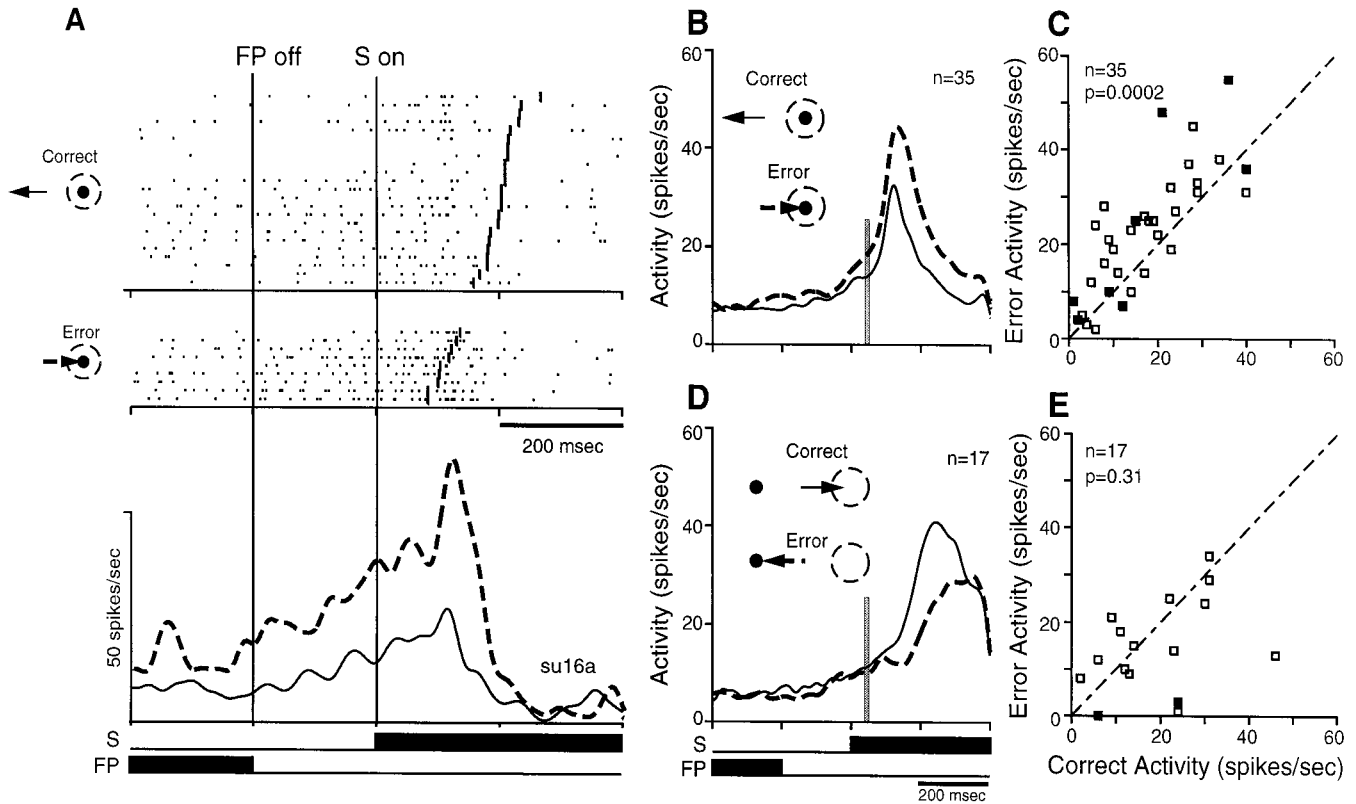 A
FP off
S on
Correct
Error
200 msec
50 spikes/sec
su16a
S
FP
B
60
40
20
0
Activity (spikes/sec)
Correct
Error
n=35
C
60
40
20
0
Error Activity (spikes/sec)
n=35
p=0.0002
0 20 40 60
D
60
40
20
0
Activity (spikes/sec)
Correct
Error
n=17
S
FP
200 msec
E
60
40
20
0
Error Activity (spikes/sec)
n=17
p=0.31
0 20 40 60
Correct Activity (spikes/sec)